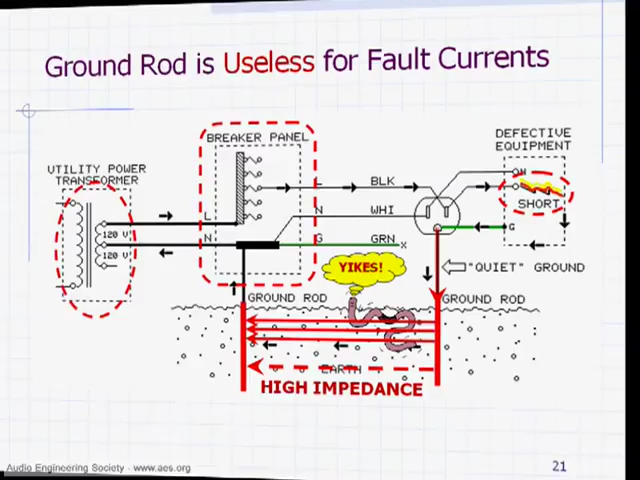 Ground Rod is Useless for Fault Currents
BREAKER PANEL
DEFECTIVE
EQUIPMENT
UTILITY POWER
TRANSFORMER
120 V
120 V
L
N
L
N
G
BLK
WHI
GRN
x
H
SHORT
G
YIKES!
"QUIET" GROUND
GROUND ROD
GROUND ROD
EARTH
HIGH IMPEDANCE
Audio Engineering Society - www.aes.org
21